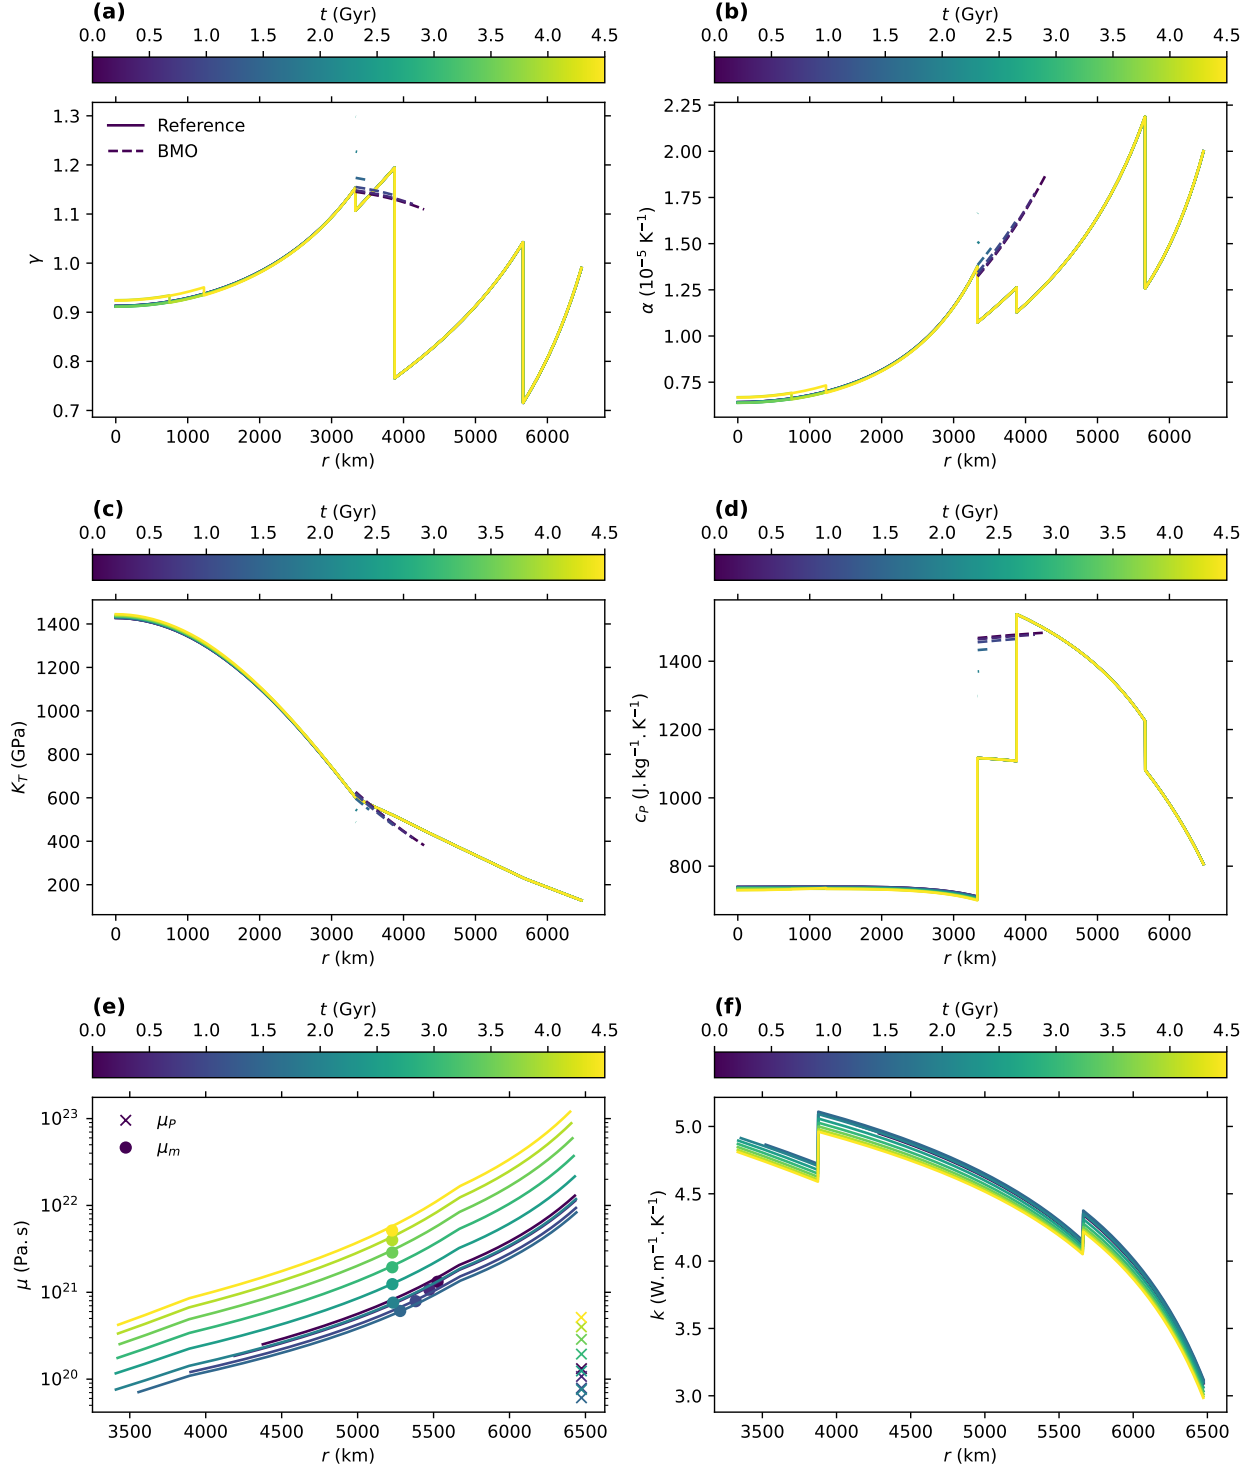 (a) t (Gyr)
0.0 0.5 1.0 1.5 2.0 2.5 3.0 3.5 4.0 4.5
1.3
1.2
1.1
1.0
0.9
0.8
0.7
γ
Reference
BMO
0 1000 2000 3000 4000 5000 6000
r (km)
(b) t (Gyr)
0.0 0.5 1.0 1.5 2.0 2.5 3.0 3.5 4.0 4.5
2.25
2.00
1.75
1.50
1.25
1.00
0.75
α (10⁻⁵ K⁻¹)
0 1000 2000 3000 4000 5000 6000
r (km)
(c) t (Gyr)
0.0 0.5 1.0 1.5 2.0 2.5 3.0 3.5 4.0 4.5
1400
1200
1000
800
600
400
200
K_T (GPa)
0 1000 2000 3000 4000 5000 6000
r (km)
(d) t (Gyr)
0.0 0.5 1.0 1.5 2.0 2.5 3.0 3.5 4.0 4.5
1400
1200
1000
800
c_P (J. kg⁻¹. K⁻¹)
0 1000 2000 3000 4000 5000 6000
r (km)
(e) t (Gyr)
0.0 0.5 1.0 1.5 2.0 2.5 3.0 3.5 4.0 4.5
10²³
10²²
10²¹
10²⁰
μ (Pa. s)
μ_P
μ_m
3500 4000 4500 5000 5500 6000 6500
r (km)
(f) t (Gyr)
0.0 0.5 1.0 1.5 2.0 2.5 3.0 3.5 4.0 4.5
5.0
4.5
4.0
3.5
3.0
k (W. m⁻¹. K⁻¹)
3500 4000 4500 5000 5500 6000 6500
r (km)